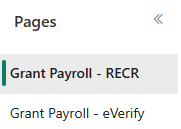 Pages
Grant Payroll - RECR
Grant Payroll - eVerify